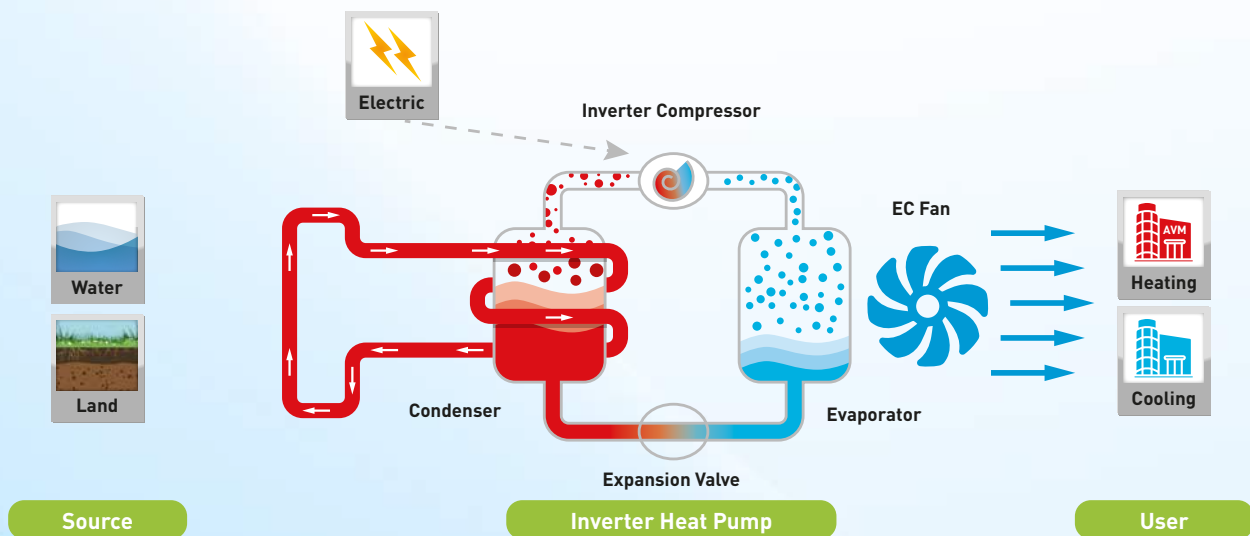 Electric
Inverter Compressor
EC Fan
Water
AVM
Heating
Land
Condenser
Evaporator
Cooling
Expansion Valve
Source
Inverter Heat Pump
User